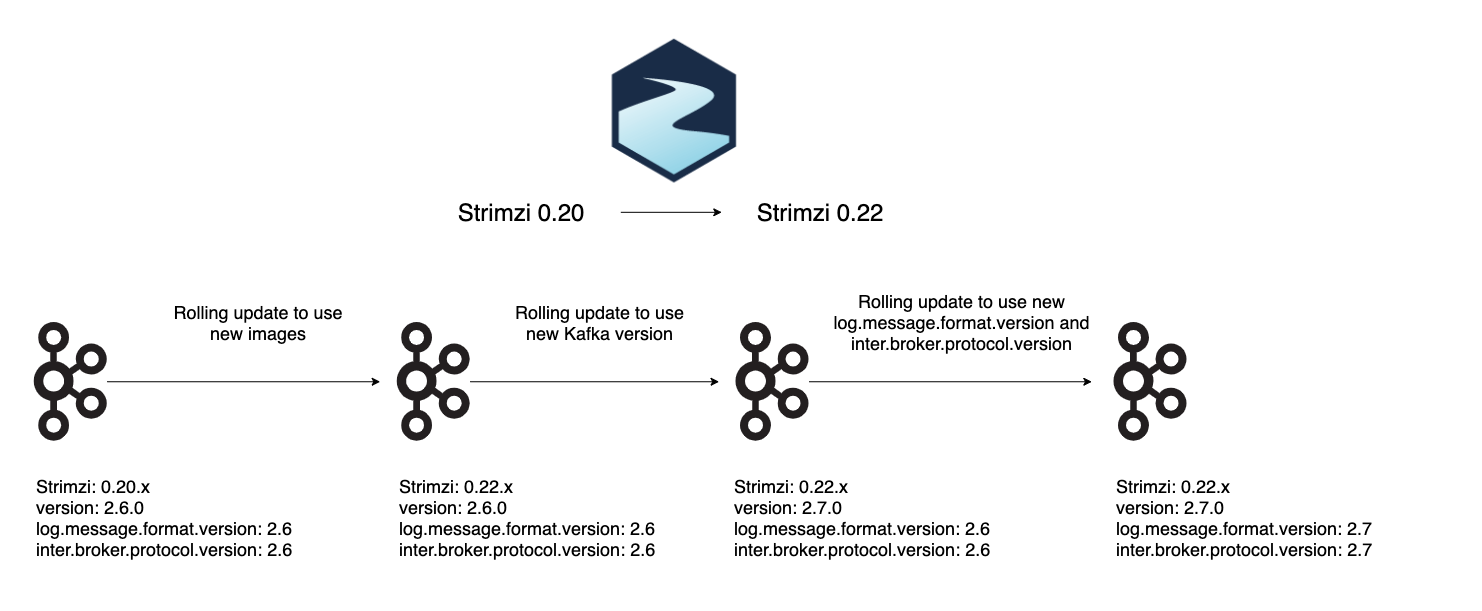 Strimzi 0.20
Strimzi 0.22
Rolling update to use
new images
Rolling update to use
new Kafka version
Rolling update to use new
log.message.format.version and
inter.broker.protocol.version
Strimzi: 0.20.x
version: 2.6.0
log.message.format.version: 2.6
inter.broker.protocol.version: 2.6
Strimzi: 0.22.x
version: 2.6.0
log.message.format.version: 2.6
inter.broker.protocol.version: 2.6
Strimzi: 0.22.x
version: 2.7.0
log.message.format.version: 2.6
inter.broker.protocol.version: 2.6
Strimzi: 0.22.x
version: 2.7.0
log.message.format.version: 2.7
inter.broker.protocol.version: 2.7